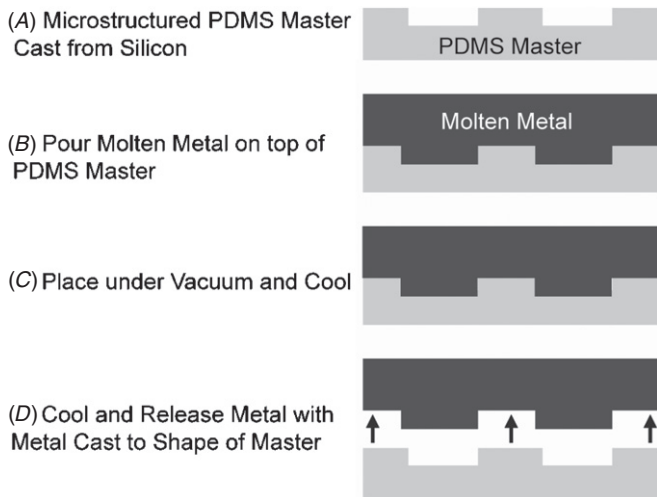 (A) Microstructured PDMS Master
Cast from Silicon
PDMS Master
(B) Pour Molten Metal on top of
PDMS Master
Molten Metal
(C) Place under Vacuum and Cool
(D) Cool and Release Metal with
Metal Cast to Shape of Master